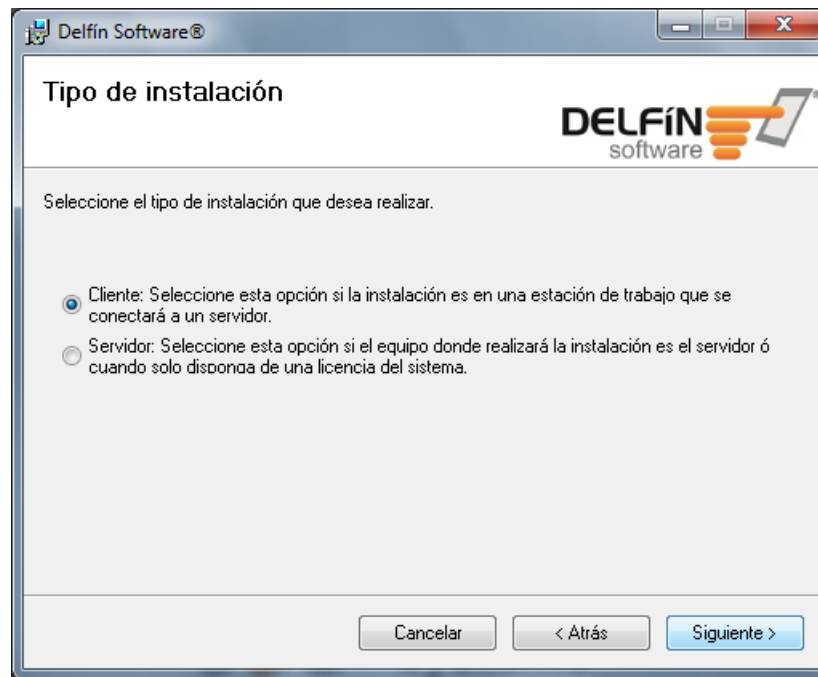 Delfín Software®
Tipo de instalación
DELFíN
software
Seleccione el tipo de instalación que desea realizar.
Cliente: Seleccione esta opción si la instalación es en una estación de trabajo que se
conectará a un servidor.
Servidor: Seleccione esta opción si el equipo donde realizará la instalación es el servidor ó
cuando solo disponga de una licencia del sistema.
Cancelar
< Atrás
Siguiente >